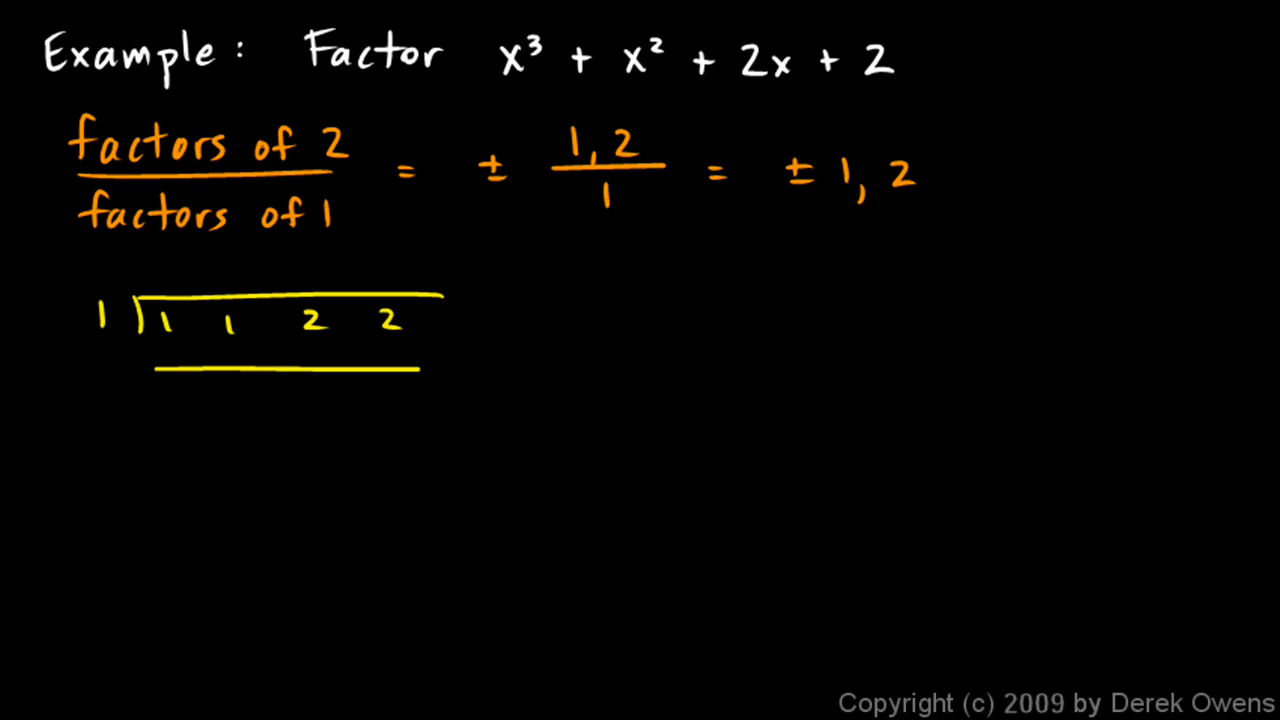 Example: Factor x³ + x² + 2x + 2
factors of 2 / factors of 1 = ± 1, 2 / 1 = ± 1, 2
1 ) 1 1 2 2
Copyright (c) 2009 by Derek Owens